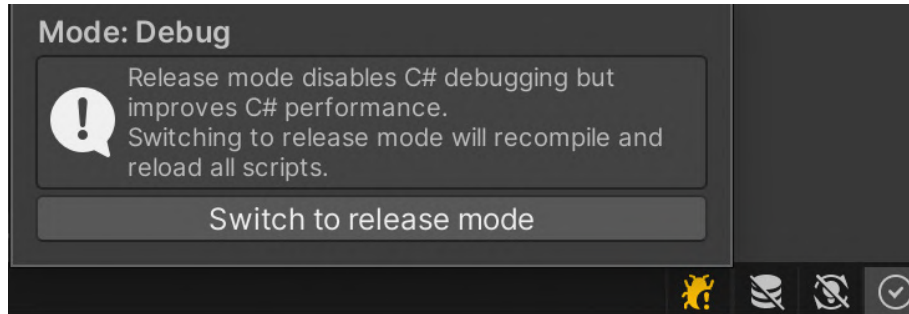 Mode: Debug
Release mode disables C# debugging but
improves C# performance.
Switching to release mode will recompile and
reload all scripts.
Switch to release mode